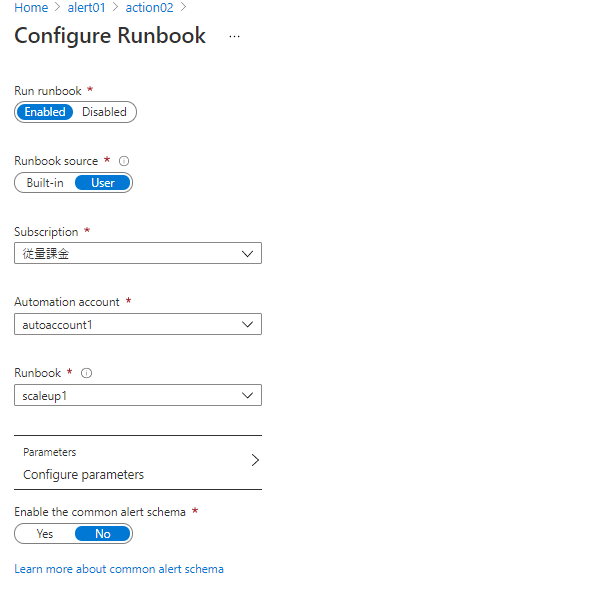 Home > alert01 > action02 >
Configure Runbook ...
Run runbook *
Enabled Disabled
Runbook source *
Built-in User
Subscription *
従量課金
Automation account *
autoaccount1
Runbook *
scaleup1
Parameters
Configure parameters
Enable the common alert schema *
Yes No
Learn more about common alert schema